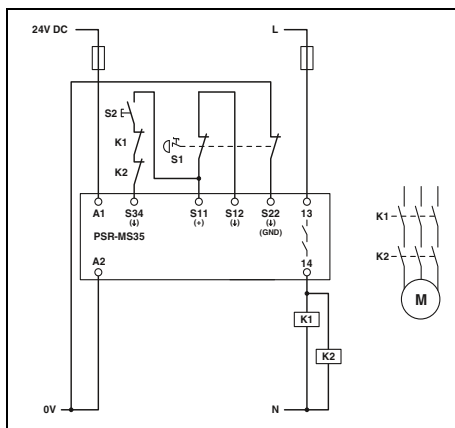 24V DC
L
S2
K1
S1
K2
A1
S34
S11
S12
S22
13
(↓)
(+)
(↓)
(↓)
(GND)
PSR-MS35
A2
14
K1
K2
K1
K2
M
0V
N